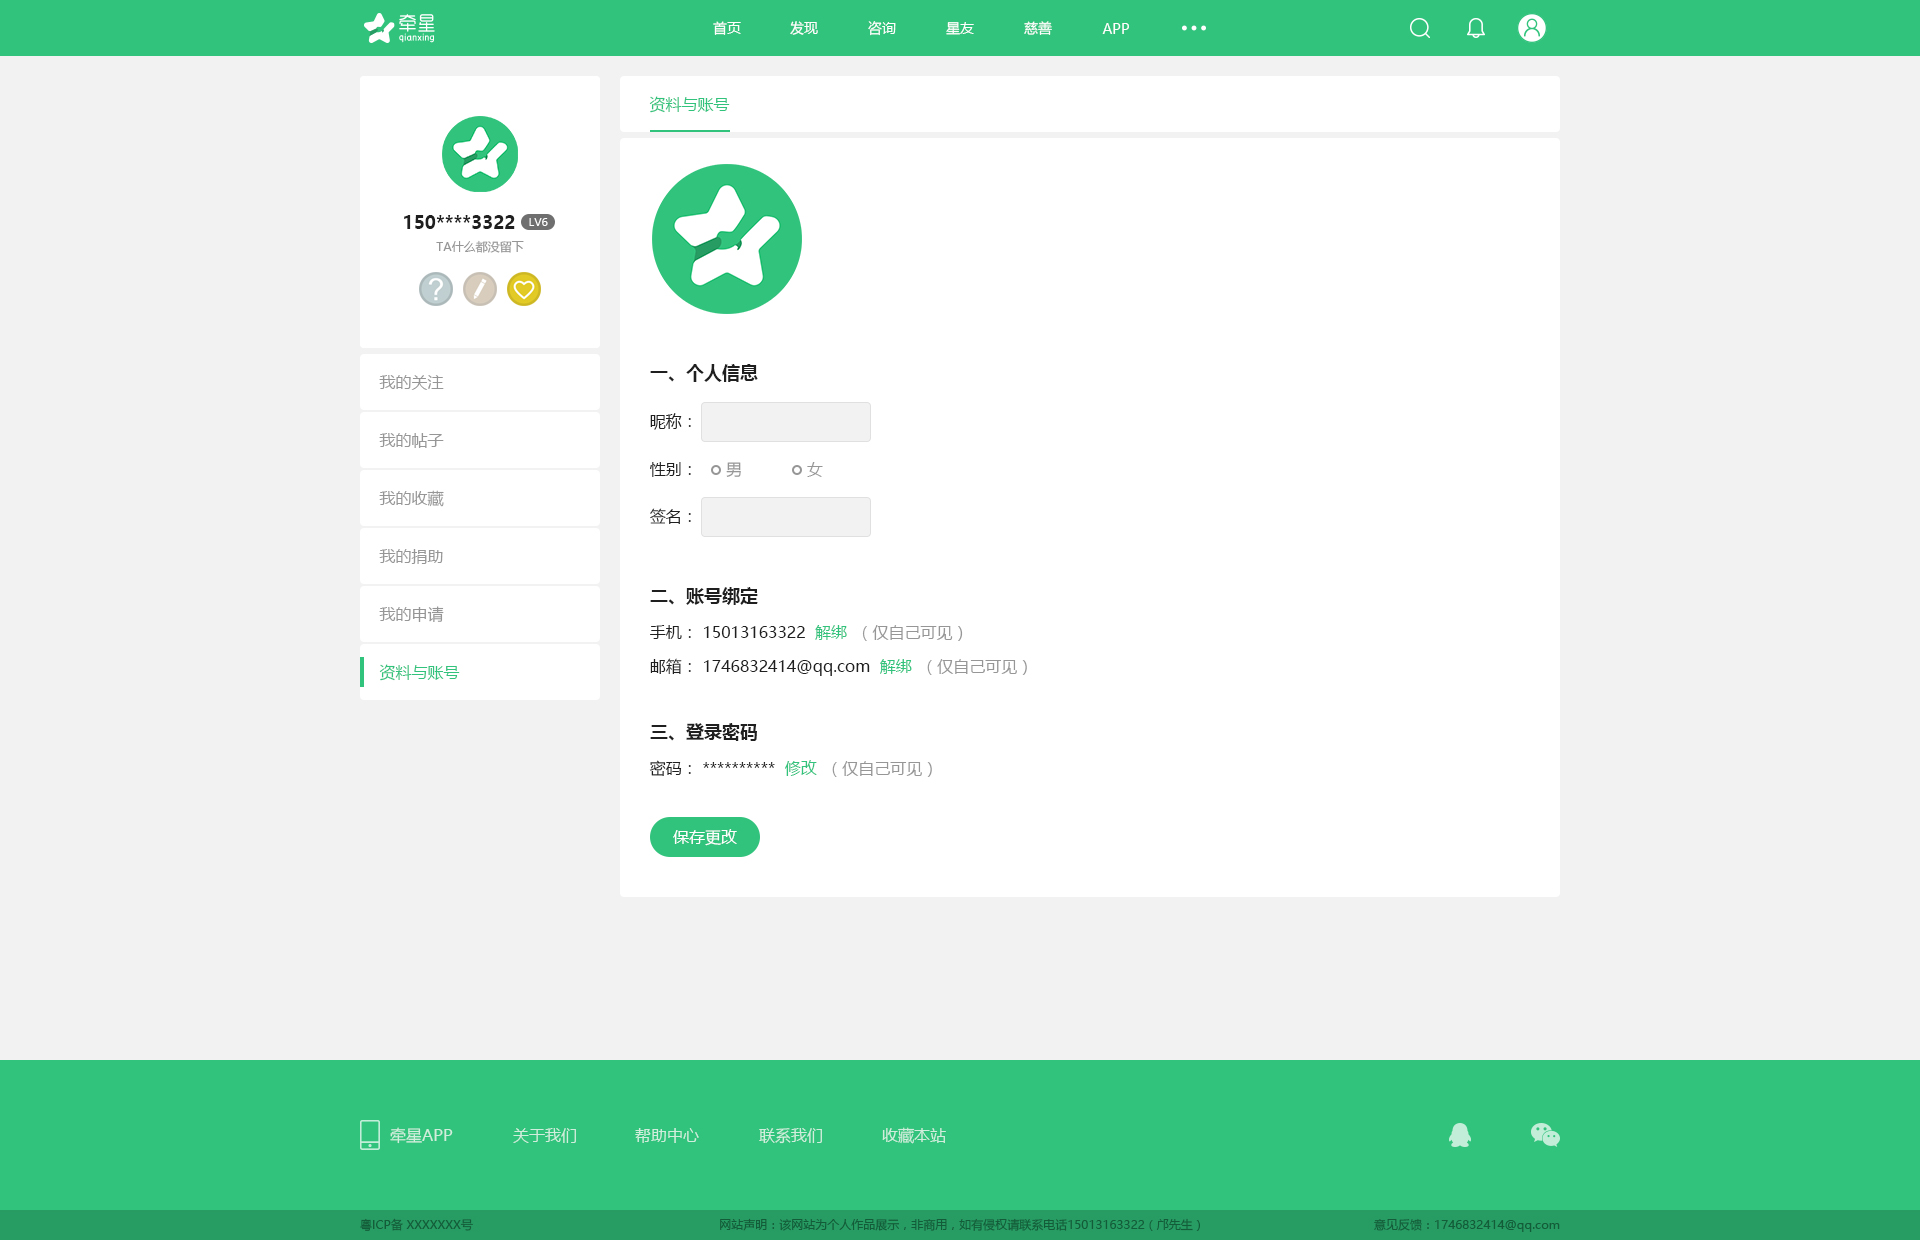 牵星
qianxing
首页 发现 咨询 星友 慈善 APP
资料与账号
150****3322 LV6
TA什么都没留下
我的关注
我的帖子
我的收藏
我的捐助
我的申请
资料与账号
一、个人信息
昵称：
性别： 男 女
签名：
二、账号绑定
手机： 15013163322 解绑 （仅自己可见）
邮箱： 1746832414@qq.com 解绑 （仅自己可见）
三、登录密码
密码： ********** 修改 （仅自己可见）
保存更改
牵星APP 关于我们 帮助中心 联系我们 收藏本站
粤ICP备 XXXXXXX号 网站声明：该网站为个人作品展示，非商用，如有侵权请联系电话15013163322（邝先生） 意见反馈：1746832414@qq.com